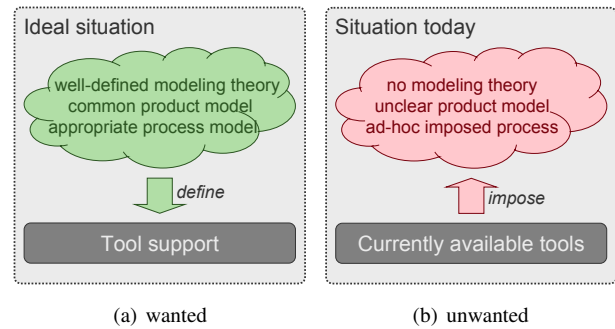 Ideal situation
well-defined modeling theory
common product model
appropriate process model
define
Tool support
(a) wanted
Situation today
no modeling theory
unclear product model
ad-hoc imposed process
impose
Currently available tools
(b) unwanted